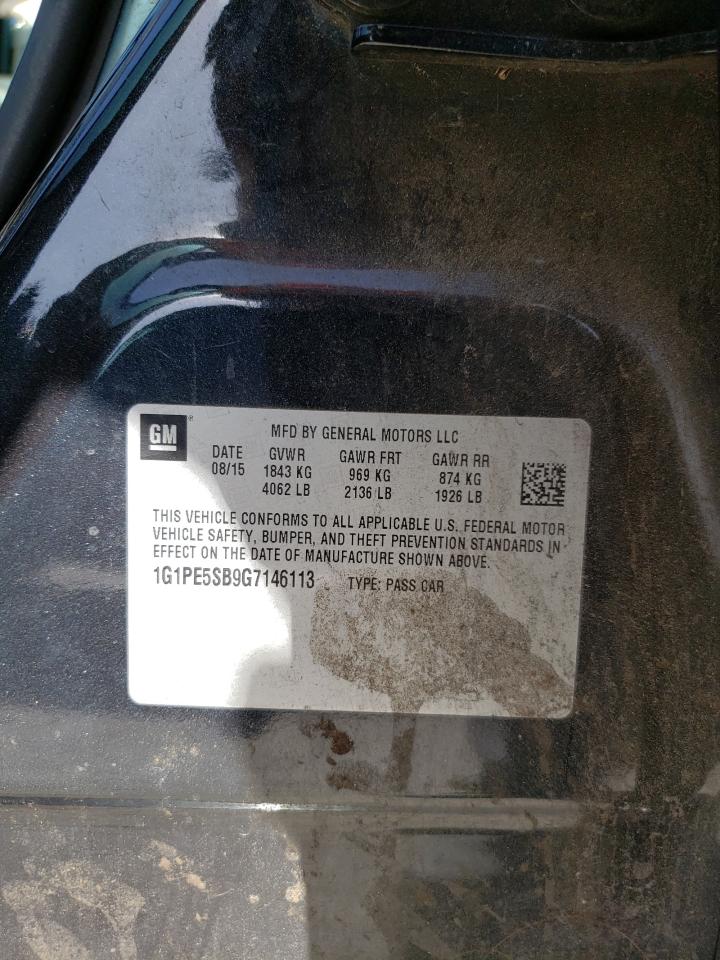 GM®
MFD BY GENERAL MOTORS LLC
DATE GVWR GAWR FRT GAWR RR
08/15 1843 KG 969 KG 874 KG
4062 LB 2136 LB 1926 LB
THIS VEHICLE CONFORMS TO ALL APPLICABLE U.S. FEDERAL MOTOR
VEHICLE SAFETY, BUMPER, AND THEFT PREVENTION STANDARDS IN
EFFECT ON THE DATE OF MANUFACTURE SHOWN ABOVE.
1G1PE5SB9G7146113 TYPE: PASS CAR